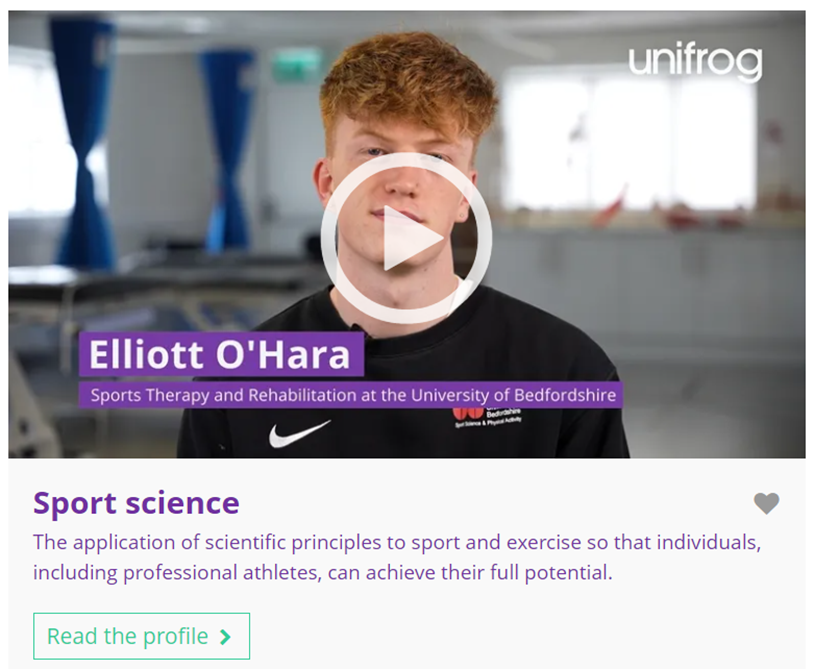 unifrog
Elliott O'Hara
Sports Therapy and Rehabilitation at the University of Bedfordshire
Bedfordshire
Sport Science & Physical Activity
Sport science
The application of scientific principles to sport and exercise so that individuals,
including professional athletes, can achieve their full potential.
Read the profile